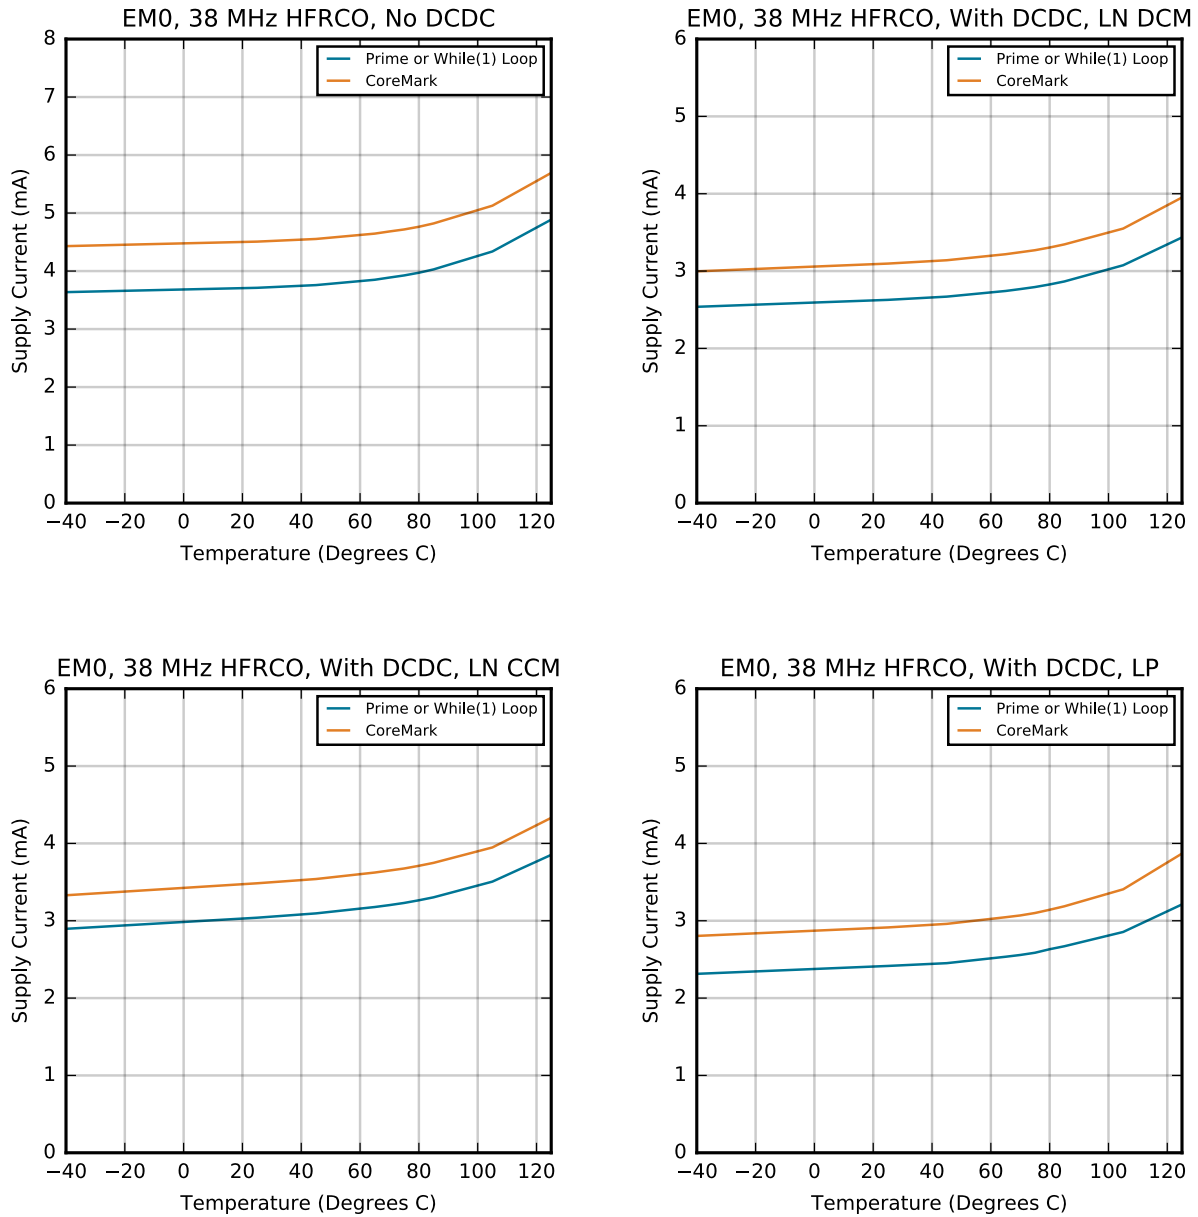 EM0, 38 MHz HFRCO, No DCDC
Supply Current (mA)
8
7
6
5
4
3
2
1
0
Prime or While(1) Loop
CoreMark
−40 −20 0 20 40 60 80 100 120
Temperature (Degrees C)
EM0, 38 MHz HFRCO, With DCDC, LN DCM
Supply Current (mA)
6
5
4
3
2
1
0
Prime or While(1) Loop
CoreMark
−40 −20 0 20 40 60 80 100 120
Temperature (Degrees C)
EM0, 38 MHz HFRCO, With DCDC, LN CCM
Supply Current (mA)
6
5
4
3
2
1
0
Prime or While(1) Loop
CoreMark
−40 −20 0 20 40 60 80 100 120
Temperature (Degrees C)
EM0, 38 MHz HFRCO, With DCDC, LP
Supply Current (mA)
6
5
4
3
2
1
0
Prime or While(1) Loop
CoreMark
−40 −20 0 20 40 60 80 100 120
Temperature (Degrees C)